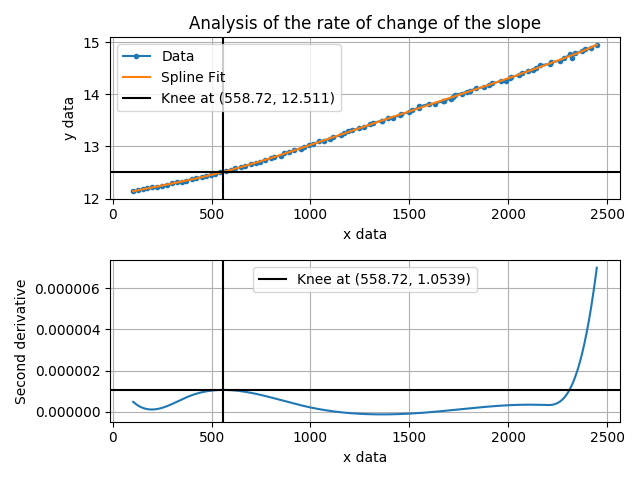 Analysis of the rate of change of the slope
15
14
13
12
y data
Data
Spline Fit
Knee at (558.72, 12.511)
0 500 1000 1500 2000 2500
x data
0.000006
0.000004
0.000002
0.000000
Second derivative
Knee at (558.72, 1.0539)
0 500 1000 1500 2000 2500
x data